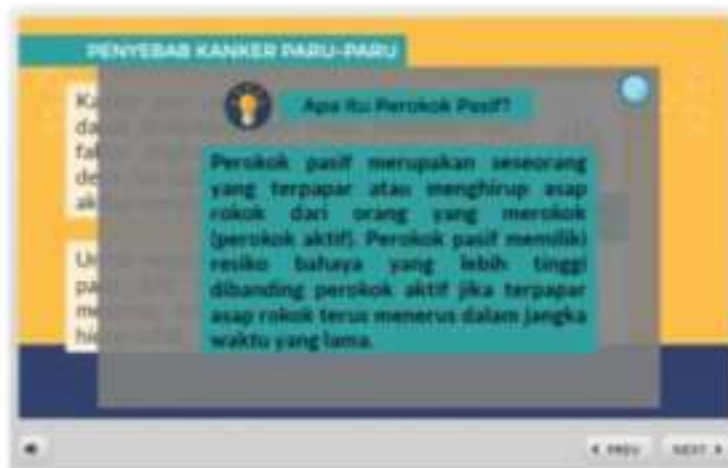 PENYEBAB KANKER PARU-PARU
Apa itu Perokok Pasif?
Perokok pasif merupakan seseorang
yang terpapar atau menghirup asap
rokok dari orang yang merokok
(perokok aktif). Perokok pasif memiliki
resiko bahaya yang lebih tinggi
dibanding perokok aktif jika terpapar
asap rokok terus menerus dalam jangka
waktu yang lama.
PREV NEXT